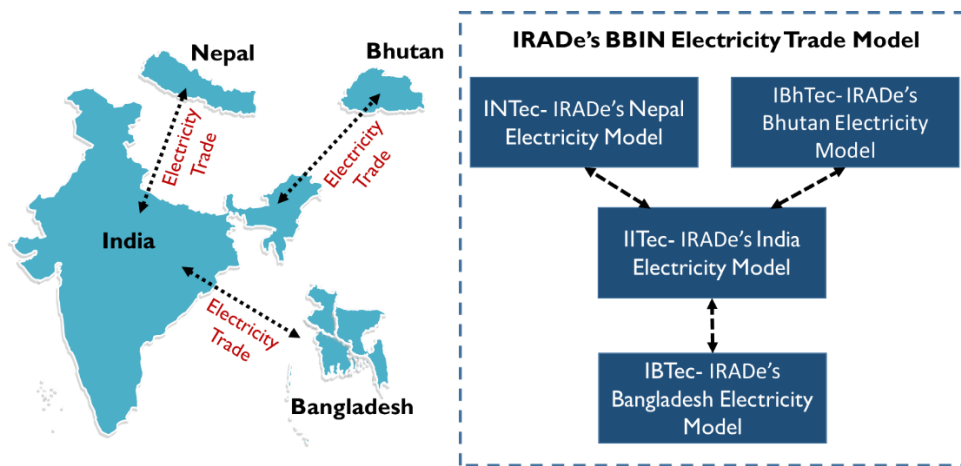 Nepal
Bhutan
Electricity
Trade
Electricity
Trade
India
Electricity
Trade
Bangladesh
IRADe's BBIN Electricity Trade Model
INTec- IRADe's Nepal
Electricity Model
IBhTec- IRADe's
Bhutan Electricity
Model
IITec- IRADe's India
Electricity Model
IBTec- IRADe's
Bangladesh Electricity
Model